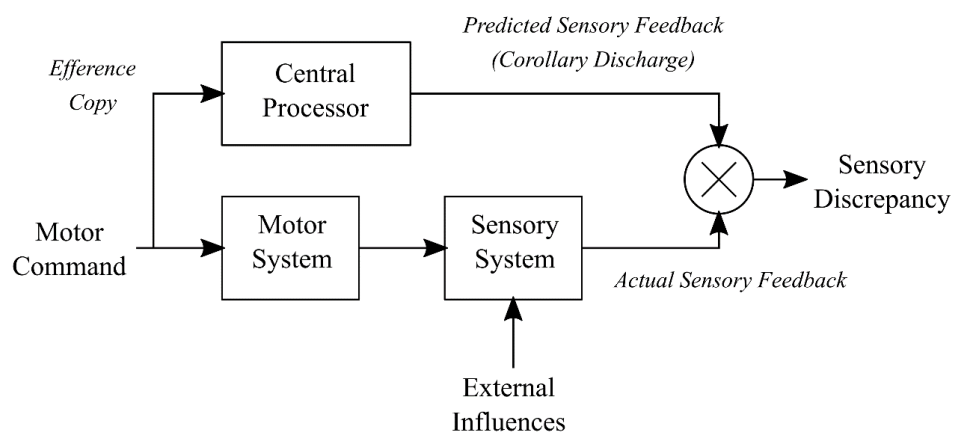 Predicted Sensory Feedback
(Corollary Discharge)
Efference
Copy
Central
Processor
Sensory
Discrepancy
Motor
Command
Motor
System
Sensory
System
Actual Sensory Feedback
External
Influences